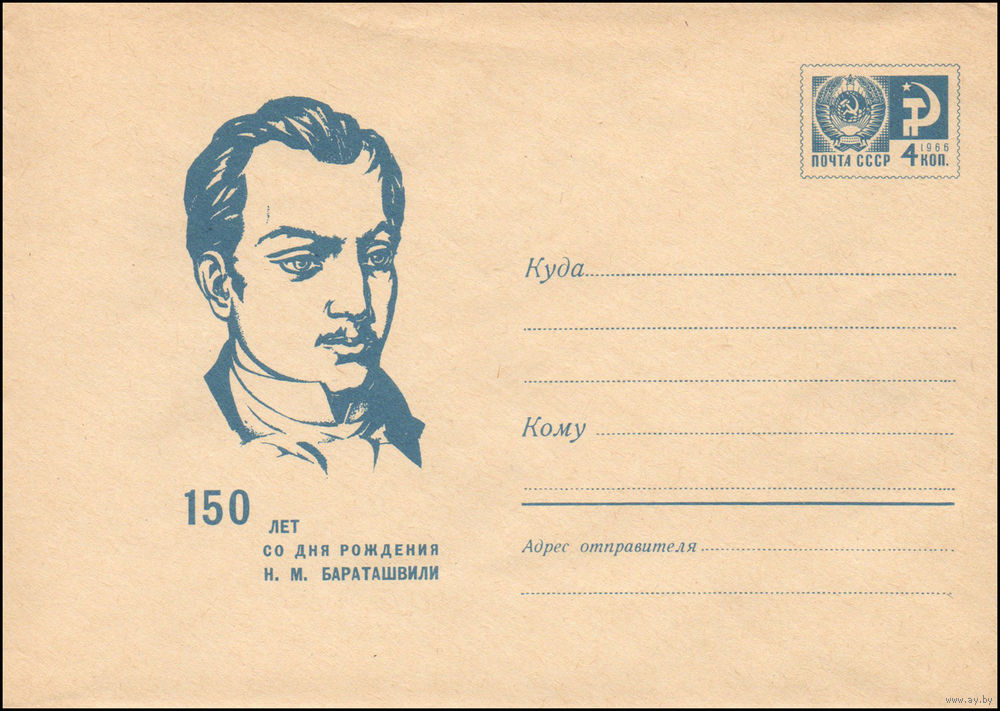 ПОЧТА СССР 4 1966 КОП.
Куда
Кому
150 ЛЕТ
СО ДНЯ РОЖДЕНИЯ
Н. М. БАРАТАШВИЛИ
Адрес отправителя
www.ay.by